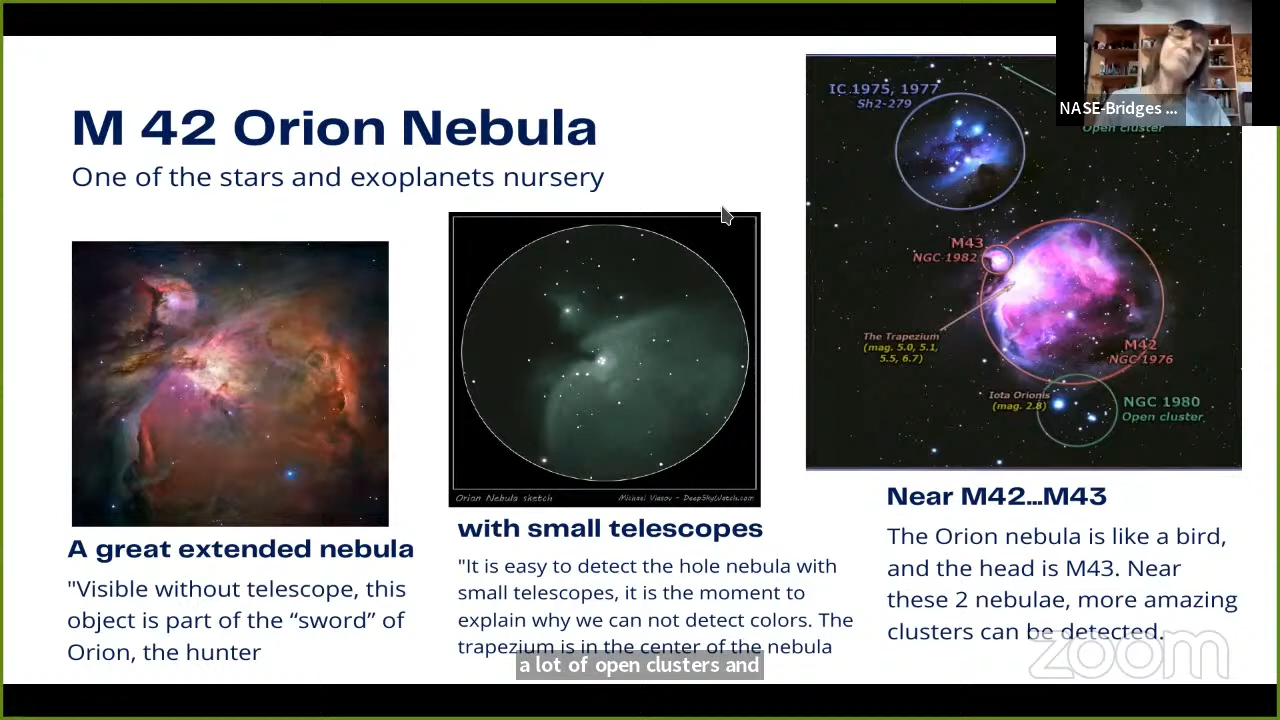 M 42 Orion Nebula
One of the stars and exoplanets nursery
A great extended nebula
"Visible without telescope, this
object is part of the “sword” of
Orion, the hunter
Orion Nebula sketch
Michael Vlasov - DeepSkyWatch.com
with small telescopes
"It is easy to detect the hole nebula with
small telescopes, it is the moment to
explain why we can not detect colors. The
trapezium is in the center of the nebula
IC 1975, 1977
Sh2-279
Open cluster
M43
NGC 1982
The Trapezium
(mag. 5.0, 5.1,
5.5, 6.7)
M42
NGC 1976
Iota Orionis
(mag. 2.8)
NGC 1980
Open cluster
Near M42...M43
The Orion nebula is like a bird,
and the head is M43. Near
these 2 nebulae, more amazing
clusters can be detected.
NASE-Bridges ...
a lot of open clusters and
zoom